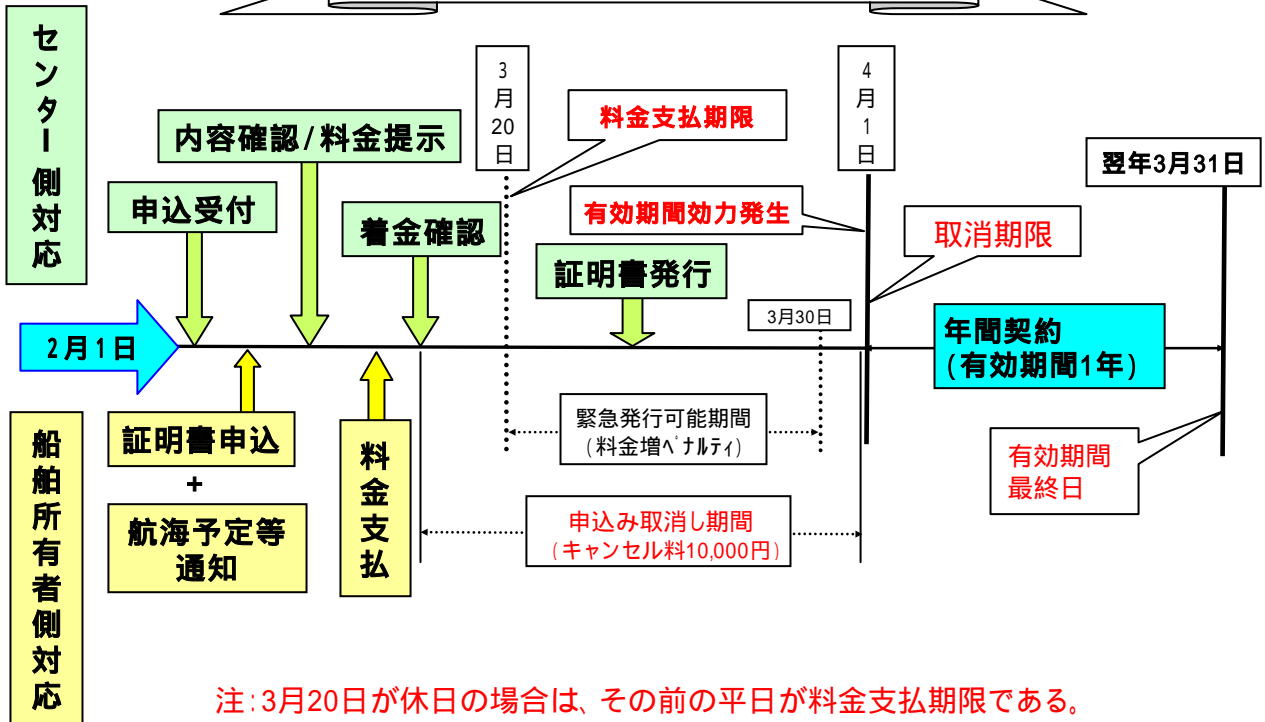 センター側対応
3月20日
4月1日
料金支払期限
内容確認/料金提示
翌年3月31日
申込受付
着金確認
有効期間効力発生
取消期限
証明書発行
3月30日
2月1日
年間契約
(有効期間1年)
船舶所有者側対応
証明書申込
+
航海予定等
通知
料金支払
緊急発行可能期間
(料金増ペナルティ)
有効期間
最終日
申込み取消し期間
(キャンセル料10,000円)
注:3月20日が休日の場合は、その前の平日が料金支払期限である。